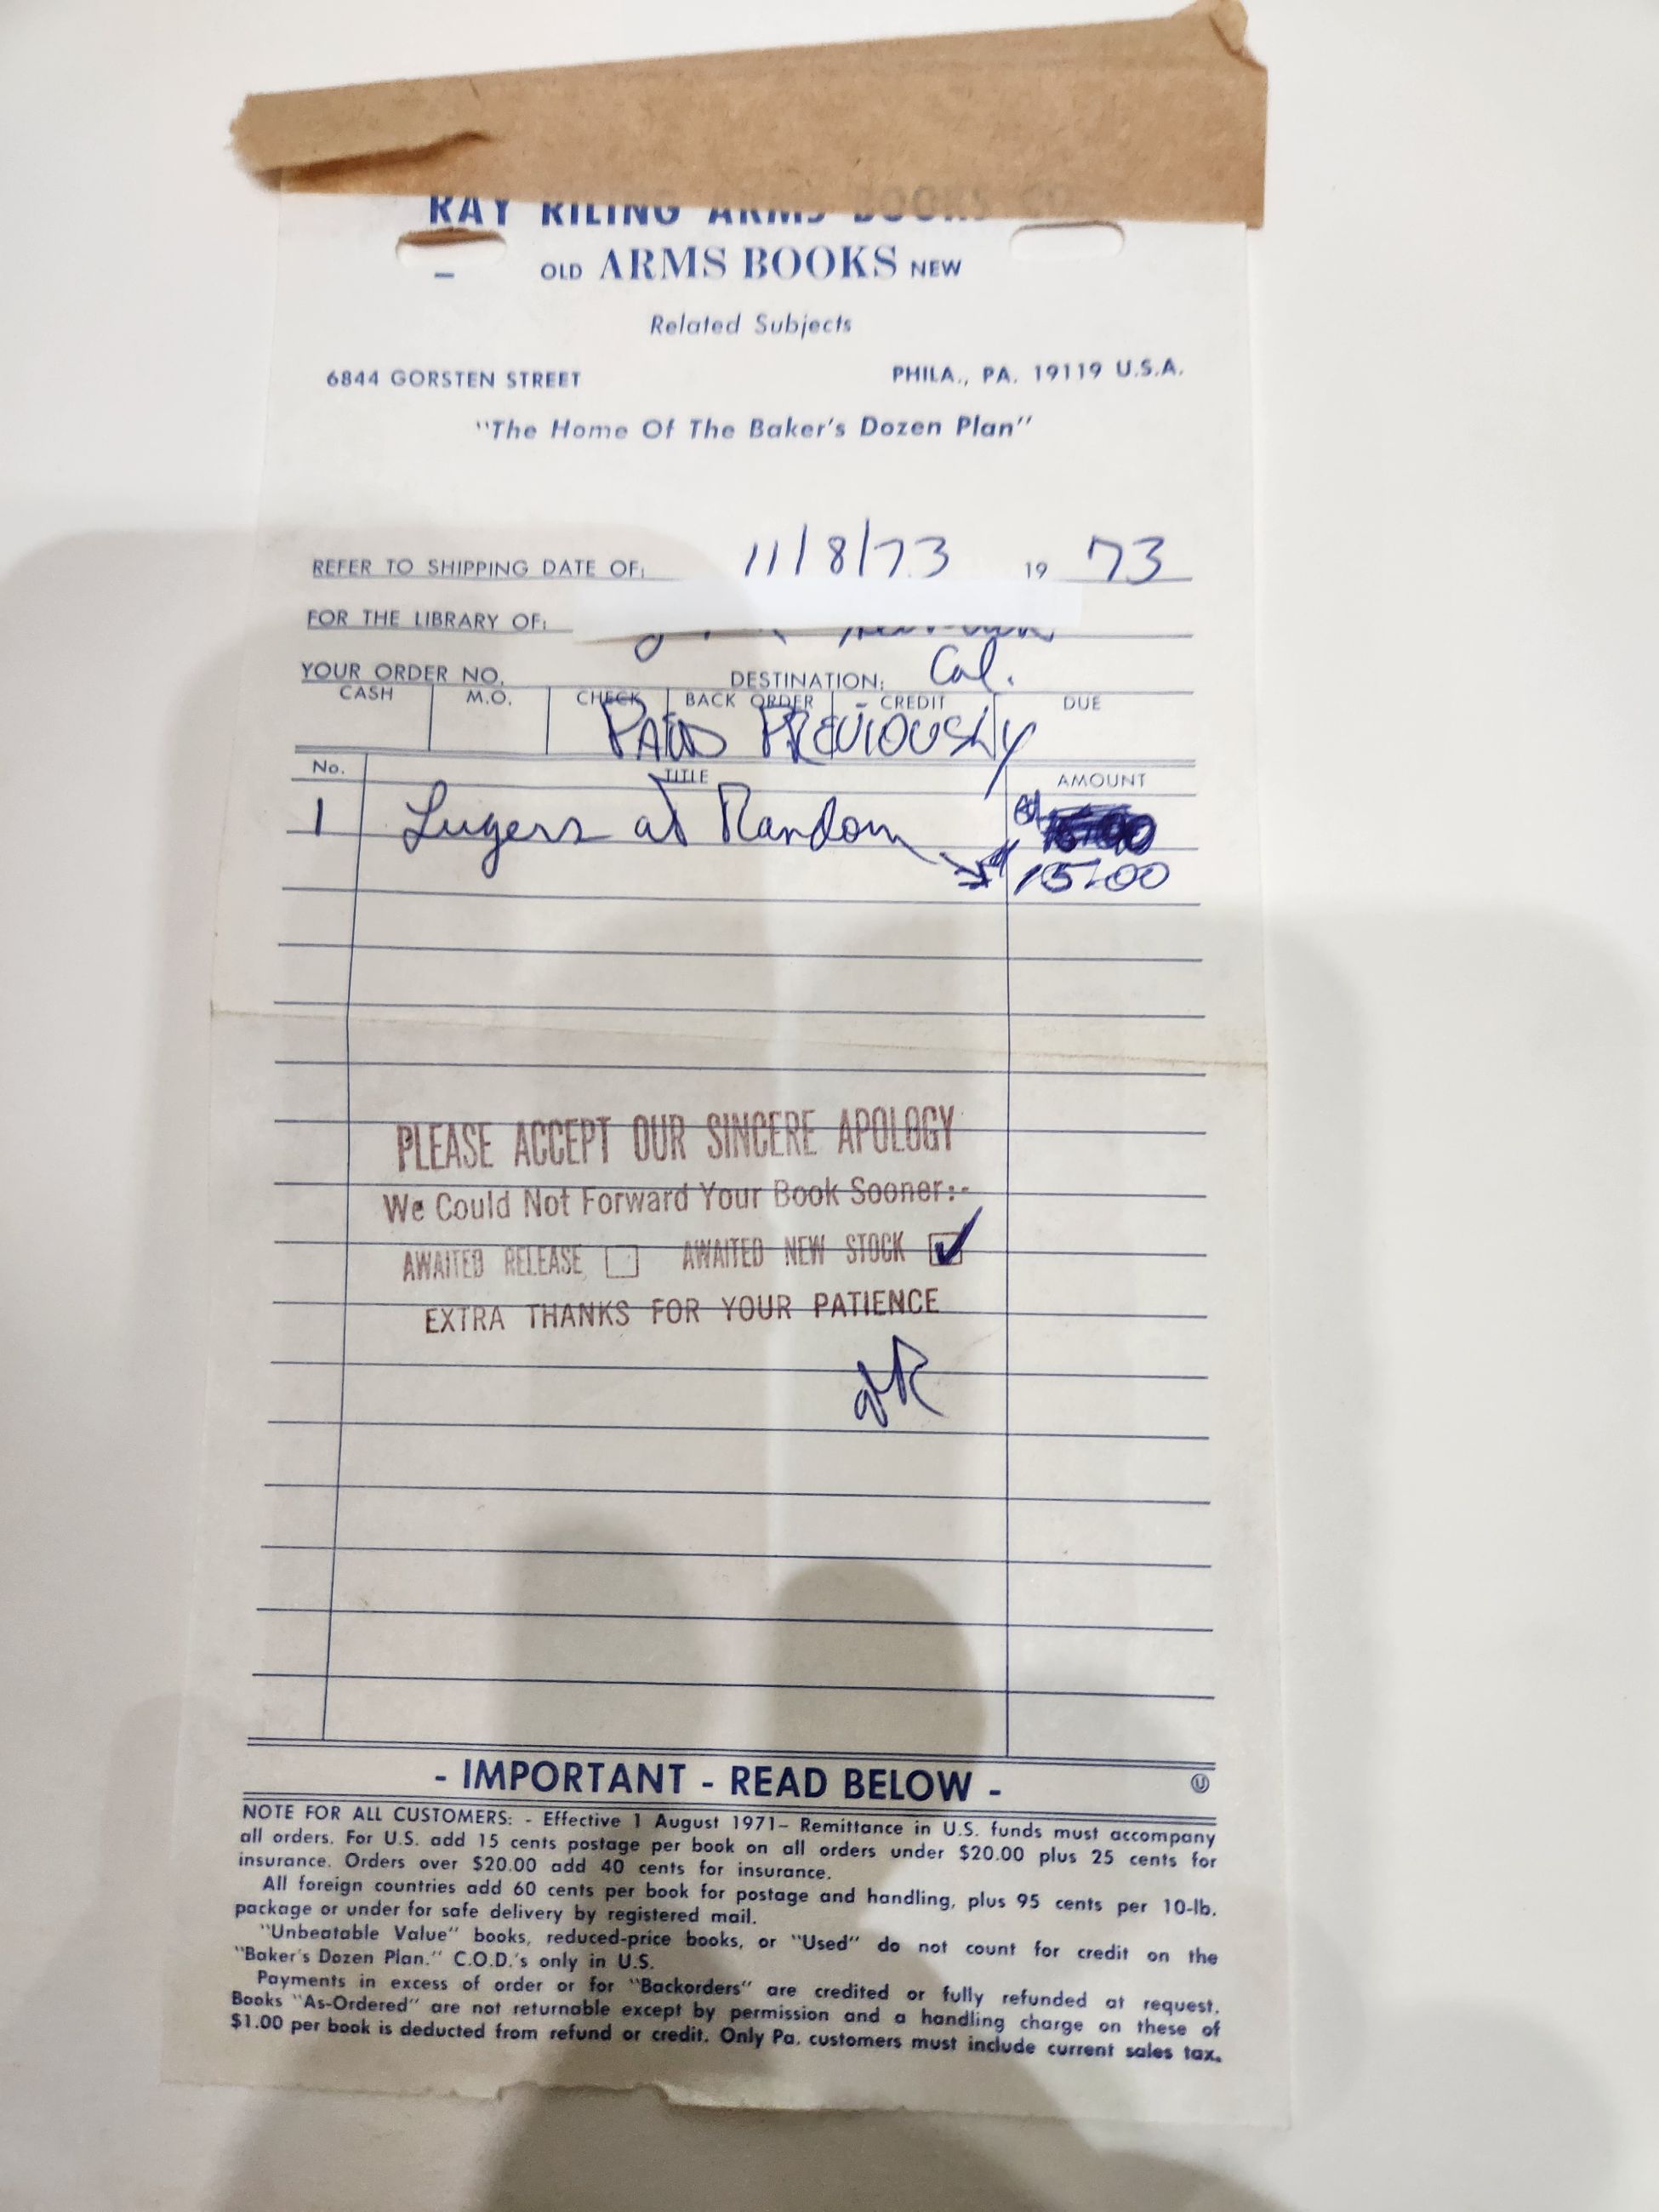 RAY RILING ARMS BOOKS CO
OLD ARMS BOOKS NEW
Related Subjects
6844 GORSTEN STREET PHILA., PA. 19119 U.S.A.
"The Home Of The Baker's Dozen Plan"
REFER TO SHIPPING DATE OF: 11/8/73 19 73
FOR THE LIBRARY OF:
YOUR ORDER NO. DESTINATION: Cal.
CASH M.O. CHECK BACK ORDER CREDIT DUE
PAID PREVIOUSLY
No. TITLE AMOUNT
1 Lugers at Random
15.00
PLEASE ACCEPT OUR SINCERE APOLOGY
We Could Not Forward Your Book Sooner:-
AWAITED RELEASE AWAITED NEW STOCK ✓
EXTRA THANKS FOR YOUR PATIENCE
- IMPORTANT - READ BELOW -
NOTE FOR ALL CUSTOMERS: - Effective 1 August 1971– Remittance in U.S. funds must accompany
all orders. For U.S. add 15 cents postage per book on all orders under $20.00 plus 25 cents for
insurance. Orders over $20.00 add 40 cents for insurance.
All foreign countries add 60 cents per book for postage and handling, plus 95 cents per 10-lb.
package or under for safe delivery by registered mail.
"Unbeatable Value" books, reduced-price books, or "Used" do not count for credit on the
"Baker's Dozen Plan." C.O.D.'s only in U.S.
Payments in excess of order or for "Backorders" are credited or fully refunded at request.
Books "As-Ordered" are not returnable except by permission and a handling charge on these of
$1.00 per book is deducted from refund or credit. Only Pa. customers must include current sales tax.